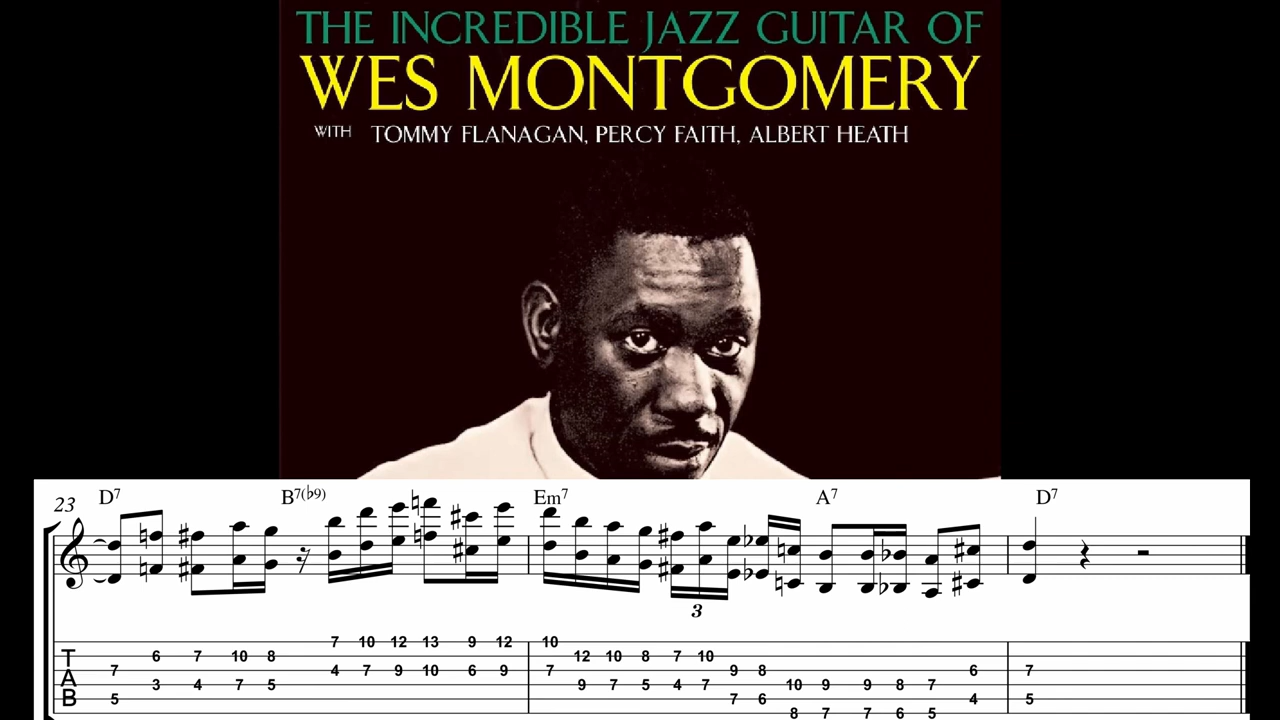 THE INCREDIBLE JAZZ GUITAR OF
WES MONTGOMERY
WITH TOMMY FLANAGAN, PERCY FAITH, ALBERT HEATH
23 D7 B7(♭9) Em7 A7 D7
3
7 10 12 13 9 12 10
6 7 10 8 12 10 8 7 10
7 4 7 9 10 6 9 7 9 8 6 7
3 4 7 5 9 7 5 4 7 10 9 9 8 7
5 7 6 4 5
8 7 7 6 5
TAB